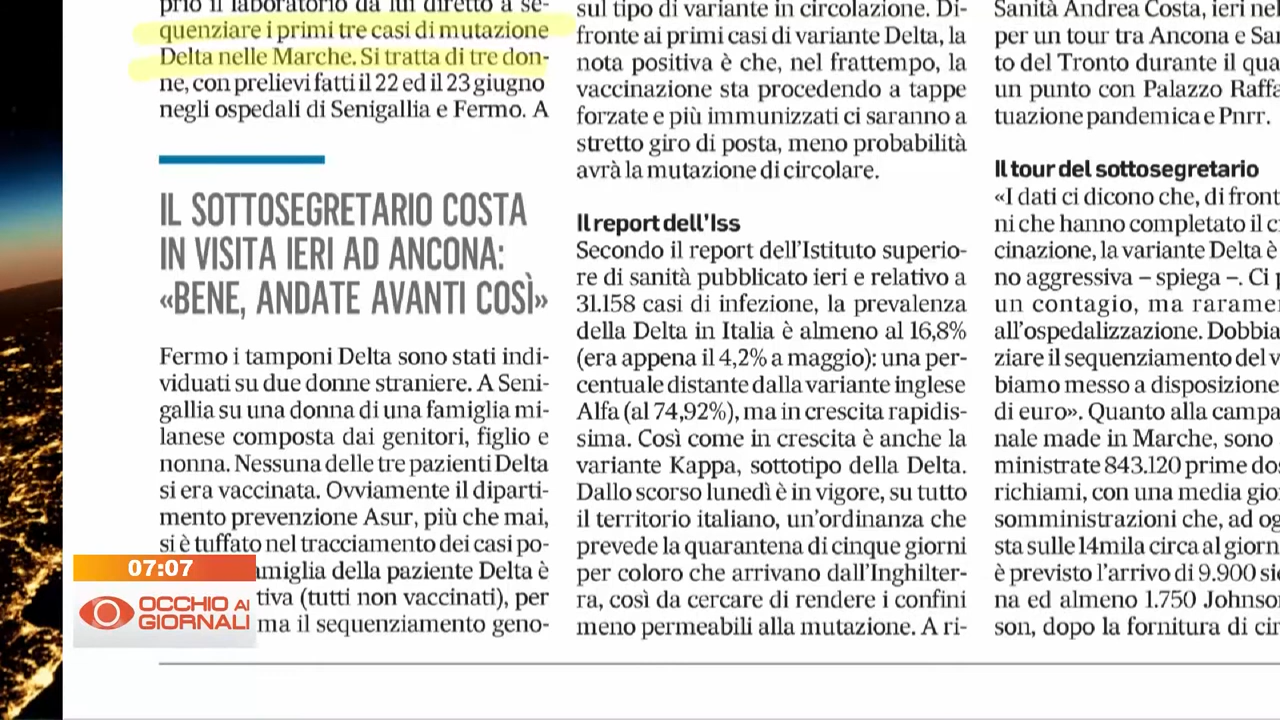 prio il laboratorio da lui diretto a se-
quenziare i primi tre casi di mutazione
Delta nelle Marche. Si tratta di tre don-
ne, con prelievi fatti il 22 ed il 23 giugno
negli ospedali di Senigallia e Fermo. A
IL SOTTOSEGRETARIO COSTA
IN VISITA IERI AD ANCONA:
«BENE, ANDATE AVANTI COSÌ»
Fermo i tamponi Delta sono stati indi-
viduati su due donne straniere. A Seni-
gallia su una donna di una famiglia mi-
lanese composta dai genitori, figlio e
nonna. Nessuna delle tre pazienti Delta
si era vaccinata. Ovviamente il diparti-
mento prevenzione Asur, più che mai,
si è tuffato nel tracciamento dei casi po-
amiglia della paziente Delta è
tiva (tutti non vaccinati), per
ma il sequenziamento geno-
sul tipo di variante in circolazione. Di-
fronte ai primi casi di variante Delta, la
nota positiva è che, nel frattempo, la
vaccinazione sta procedendo a tappe
forzate e più immunizzati ci saranno a
stretto giro di posta, meno probabilità
avrà la mutazione di circolare.
Il report dell'Iss
Secondo il report dell'Istituto superio-
re di sanità pubblicato ieri e relativo a
31.158 casi di infezione, la prevalenza
della Delta in Italia è almeno al 16,8%
(era appena il 4,2% a maggio): una per-
centuale distante dalla variante inglese
Alfa (al 74,92%), ma in crescita rapidis-
sima. Così come in crescita è anche la
variante Kappa, sottotipo della Delta.
Dallo scorso lunedì è in vigore, su tutto
il territorio italiano, un'ordinanza che
prevede la quarantena di cinque giorni
per coloro che arrivano dall'Inghilter-
ra, così da cercare di rendere i confini
meno permeabili alla mutazione. A ri-
Sanità Andrea Costa, ieri nel
per un tour tra Ancona e Sa
to del Tronto durante il qua
un punto con Palazzo Raffa
tuazione pandemica e Pnrr.
Il tour del sottosegretario
«I dati ci dicono che, di front
ni che hanno completato il c
cinazione, la variante Delta è
no aggressiva – spiega –. Ci p
un contagio, ma rarame
all'ospedalizzazione. Dobbia
ziare il sequenziamento del v
biamo messo a disposizione
di euro». Quanto alla campa
nale made in Marche, sono
ministrate 843.120 prime dos
richiami, con una media gio
somministrazioni che, ad og
sta sulle 14mila circa al giorn
è previsto l'arrivo di 9.900 sie
na ed almeno 1.750 Johnson
son, dopo la fornitura di cir
07:07
OCCHIO AI
GIORNALI